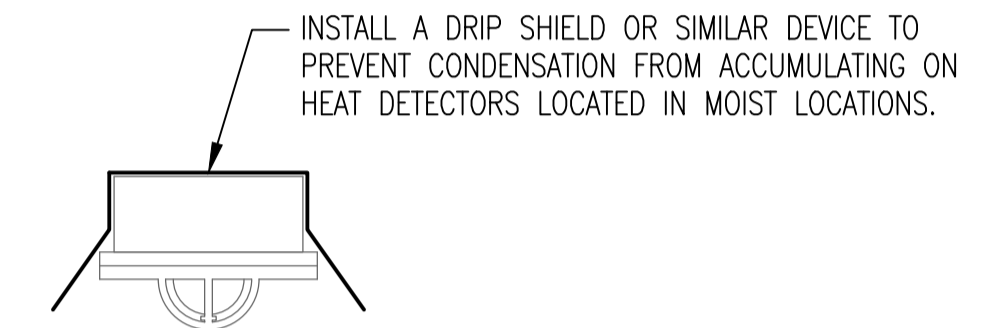 INSTALL A DRIP SHIELD OR SIMILAR DEVICE TO
PREVENT CONDENSATION FROM ACCUMULATING ON
HEAT DETECTORS LOCATED IN MOIST LOCATIONS.